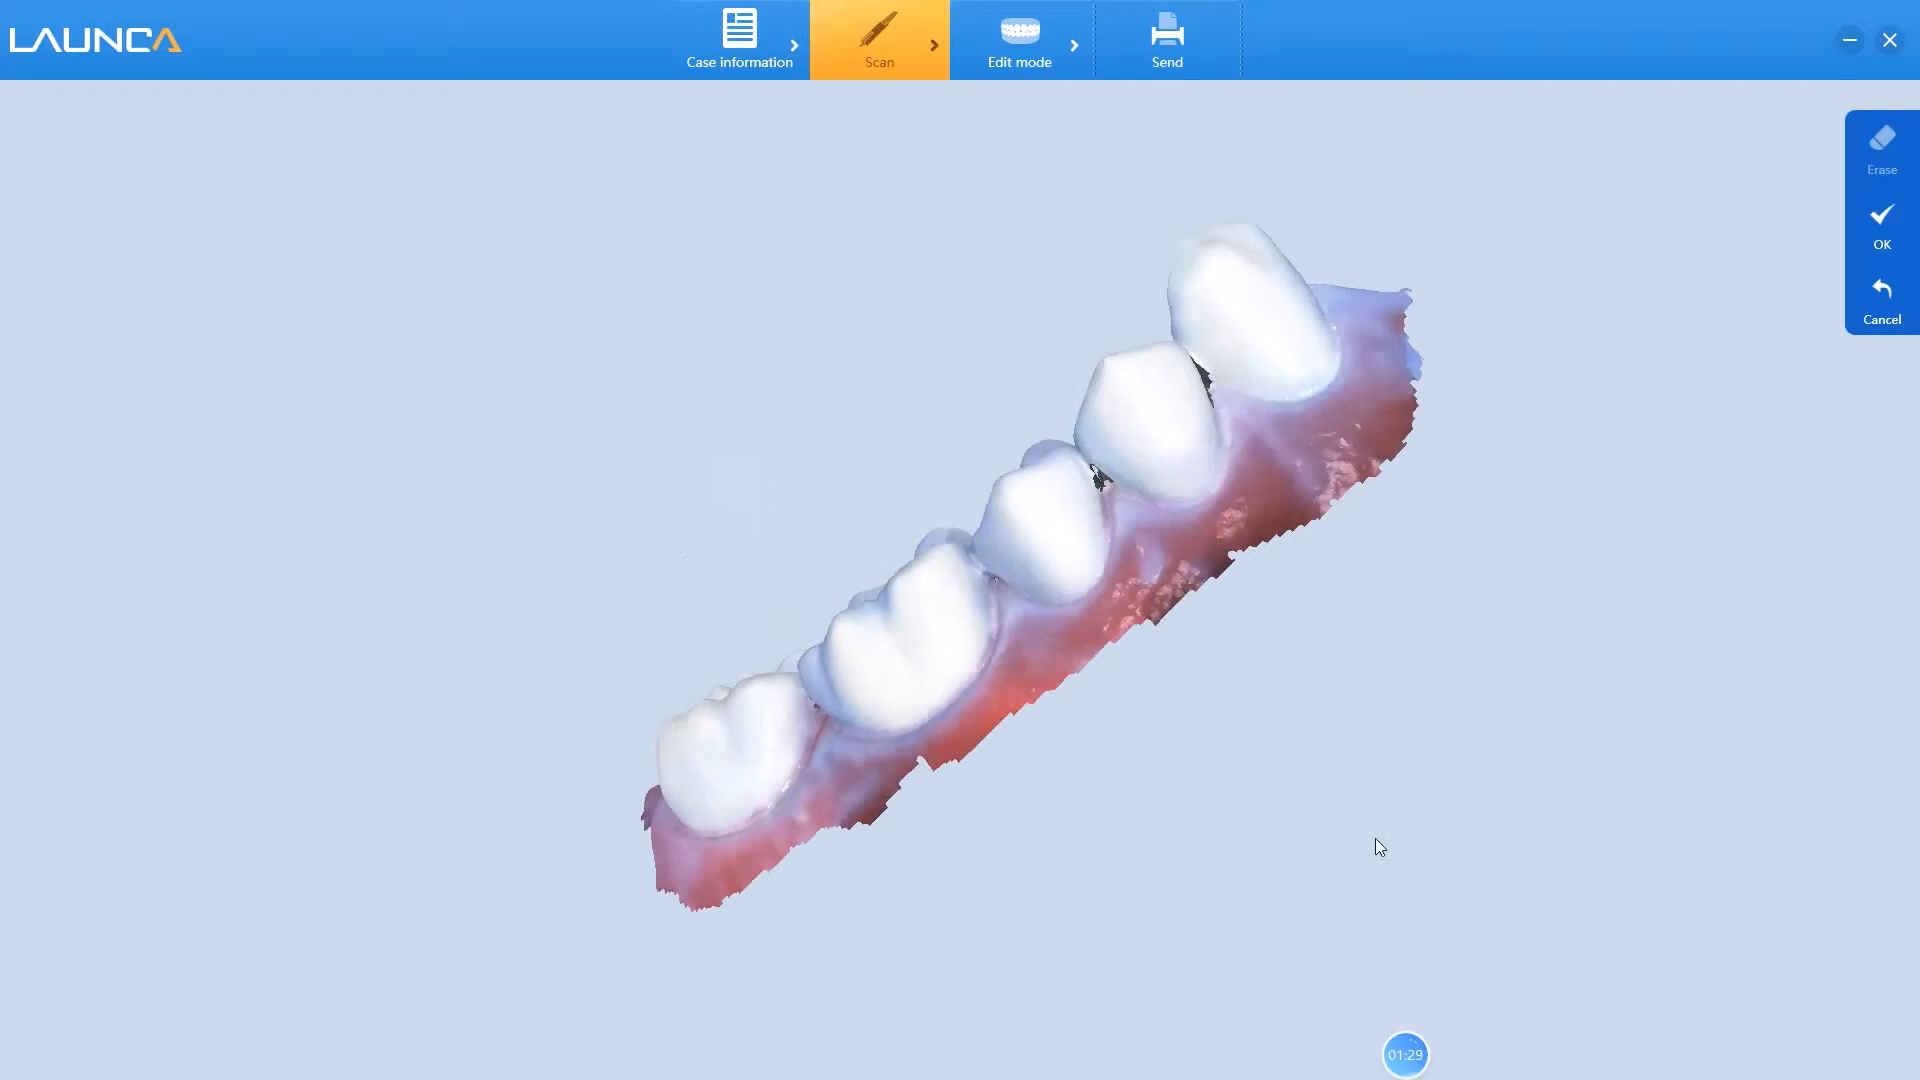 LAUNCA
Case information
Scan
Edit mode
Send
Erase
OK
Cancel
01:29